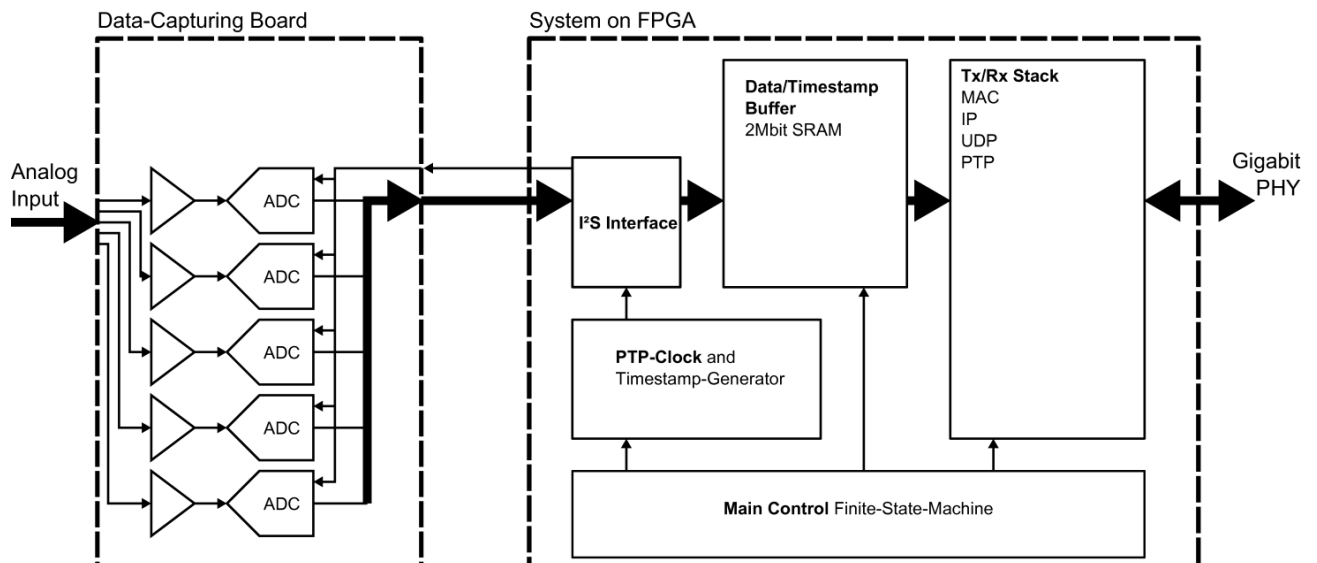 Data-Capturing Board
System on FPGA
Analog
Input
ADC
ADC
ADC
ADC
ADC
I²S Interface
Data/Timestamp
Buffer
2Mbit SRAM
Tx/Rx Stack
MAC
IP
UDP
PTP
Gigabit
PHY
PTP-Clock and
Timestamp-Generator
Main Control Finite-State-Machine